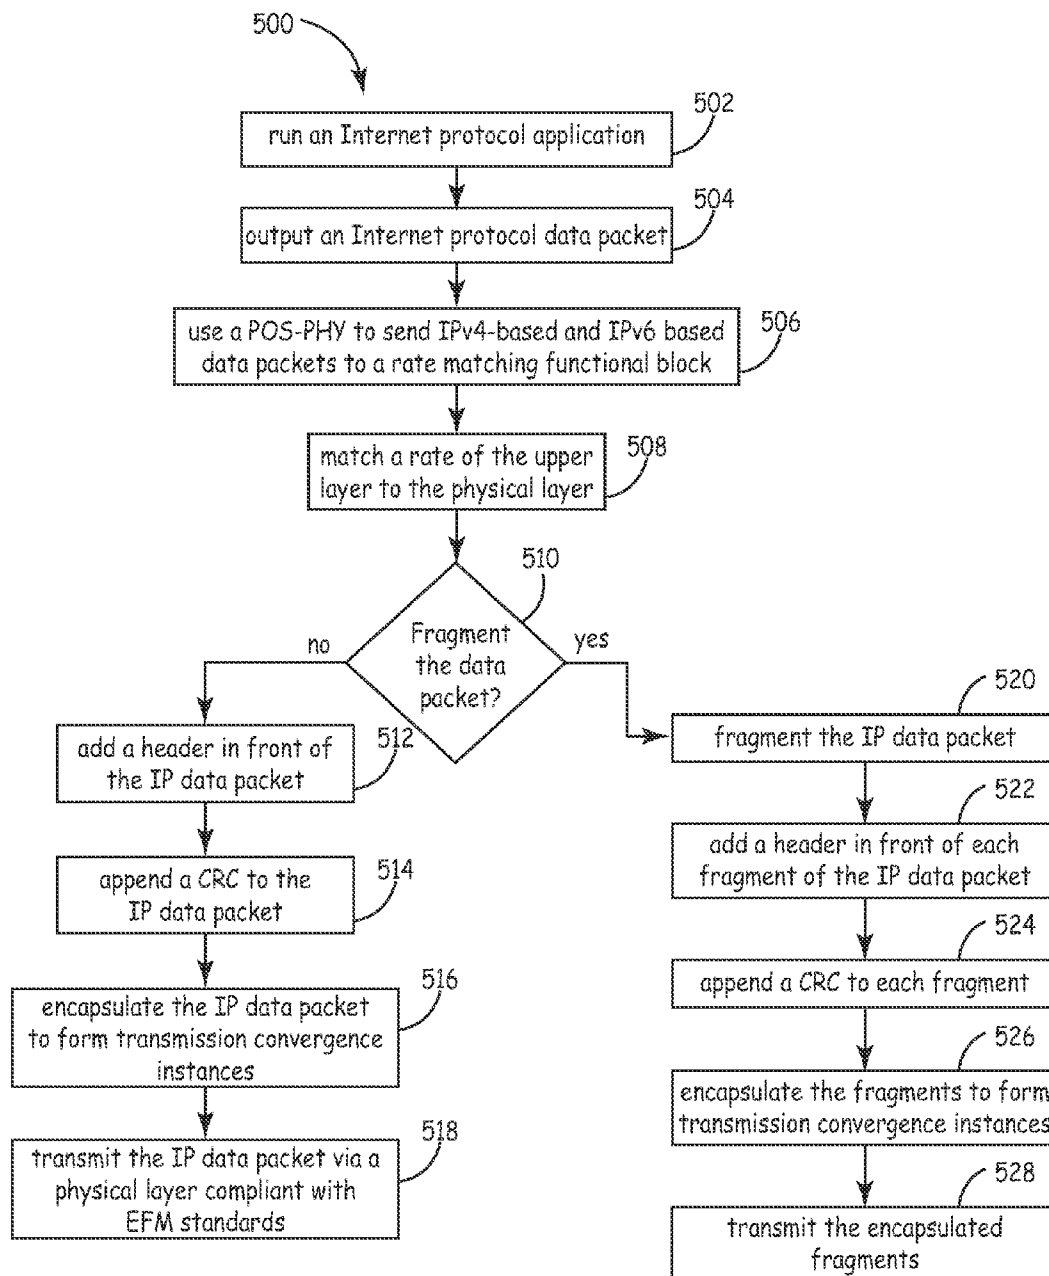 500
502
run an Internet protocol application
504
output an Internet protocol data packet
use a POS-PHY to send IPv4-based and IPv6 based
data packets to a rate matching functional block
506
match a rate of the upper
layer to the physical layer
508
510
Fragment
the data
packet?
no
yes
512
add a header in front of
the IP data packet
514
append a CRC to the
IP data packet
516
encapsulate the IP data packet
to form transmission convergence
instances
518
transmit the IP data packet via a
physical layer compliant with
EFM standards
520
fragment the IP data packet
522
add a header in front of each
fragment of the IP data packet
524
append a CRC to each fragment
526
encapsulate the fragments to form
transmission convergence instances
528
transmit the encapsulated
fragments